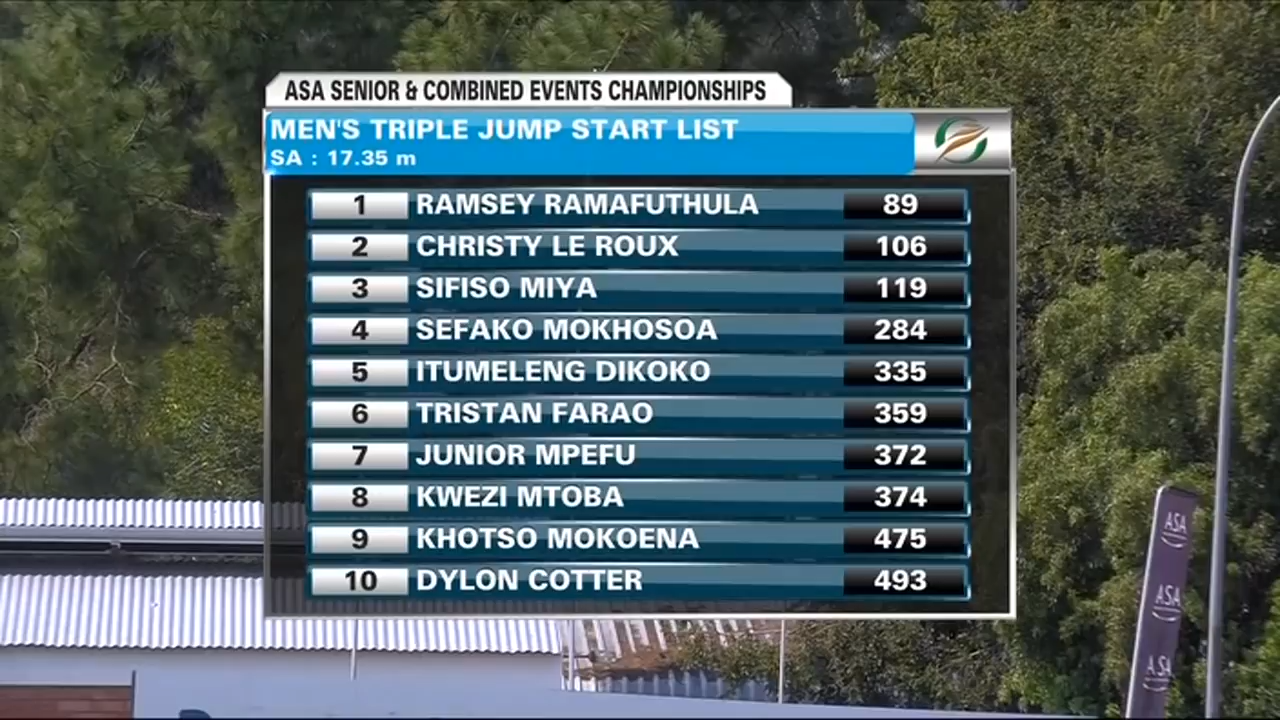 ASA SENIOR & COMBINED EVENTS CHAMPIONSHIPS
MEN'S TRIPLE JUMP START LIST
SA : 17.35 m
1 RAMSEY RAMAFUTHULA 89
2 CHRISTY LE ROUX 106
3 SIFISO MIYA 119
4 SEFAKO MOKHOSOA 284
5 ITUMELENG DIKOKO 335
6 TRISTAN FARAO 359
7 JUNIOR MPEFU 372
8 KWEZI MTOBA 374
9 KHOTSO MOKOENA 475
10 DYLON COTTER 493
ASA
ASA
ASA